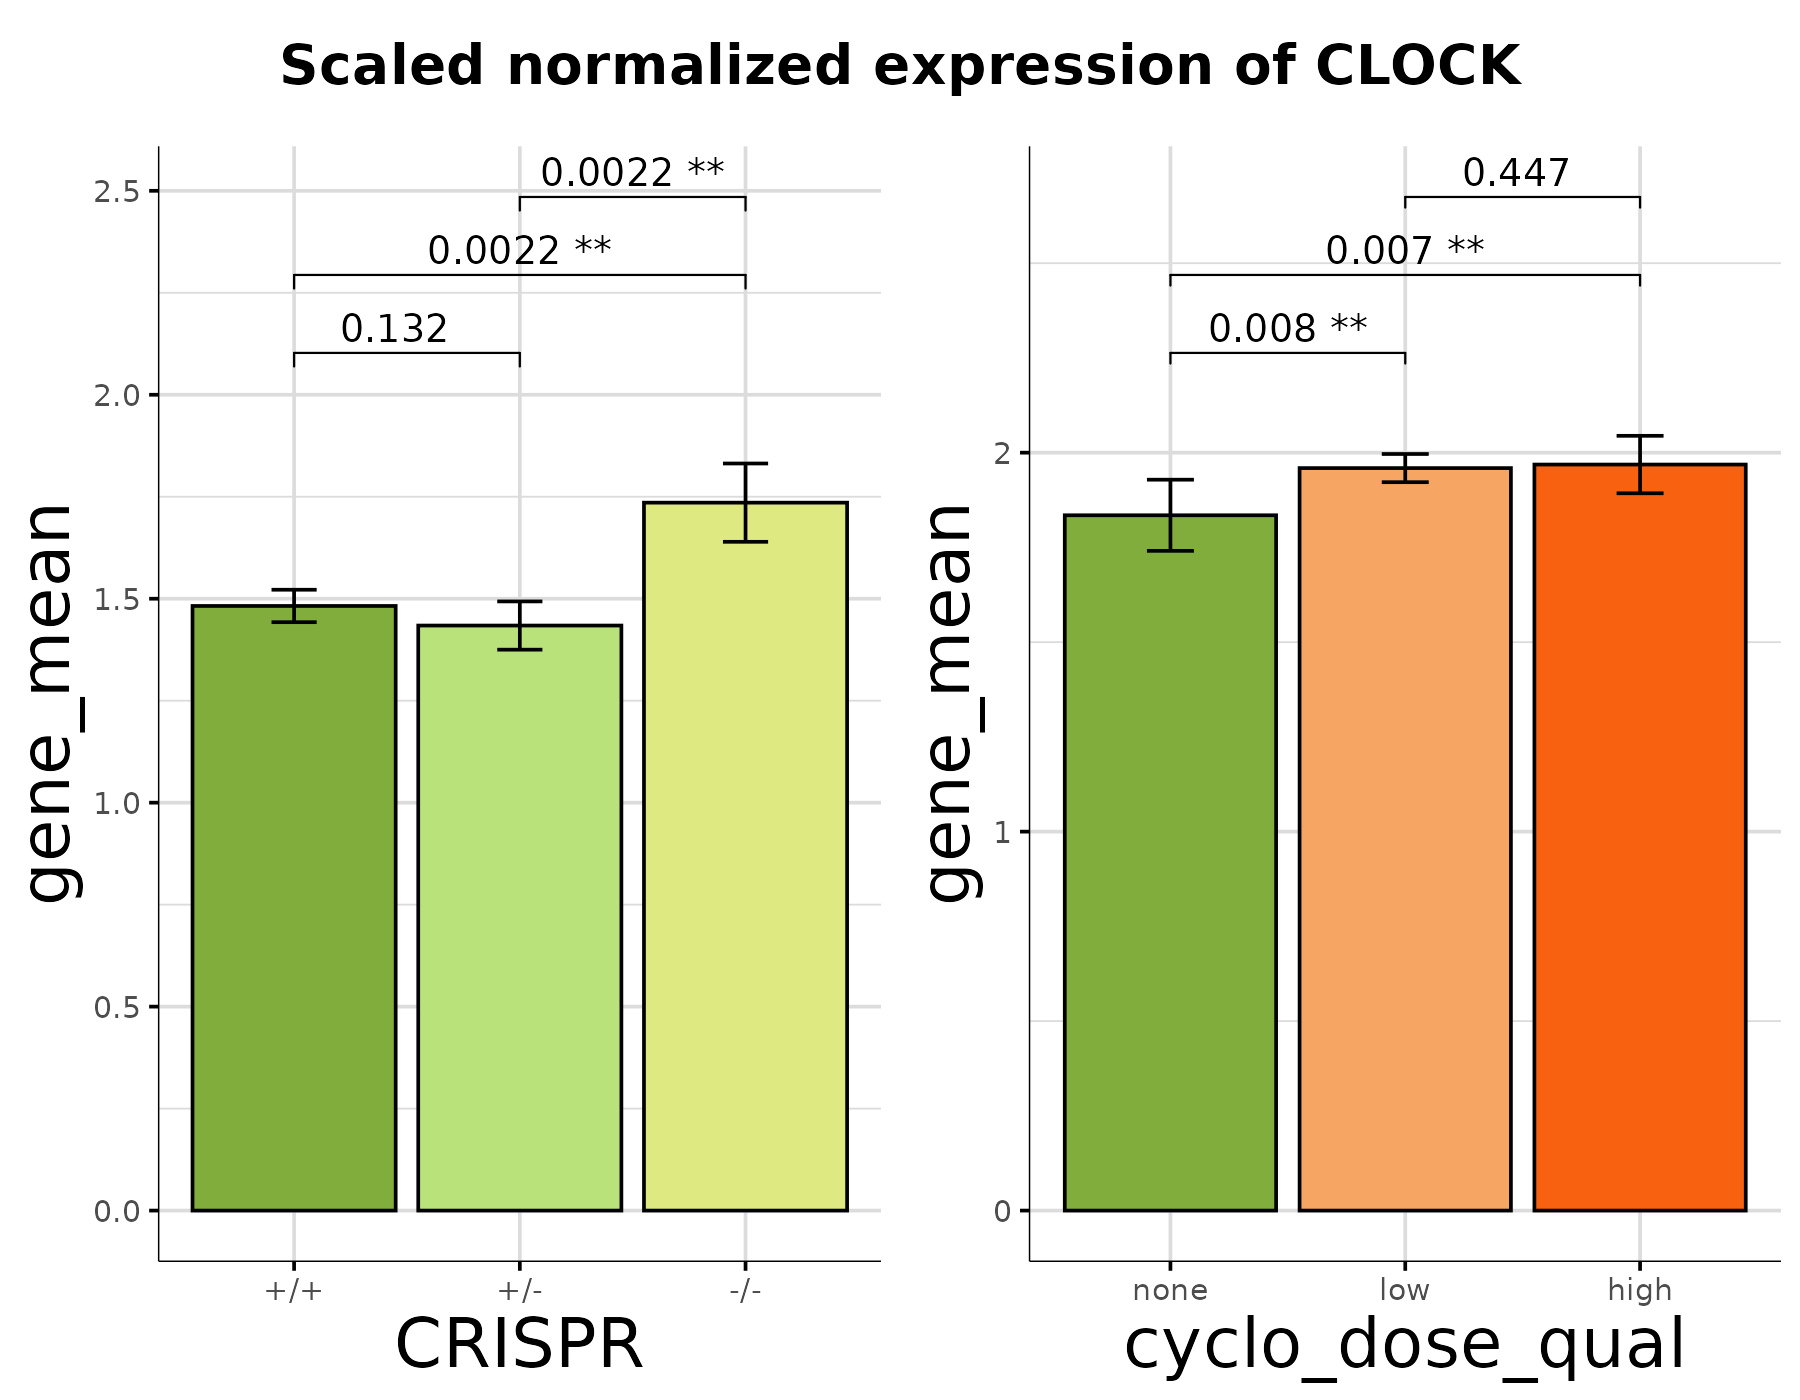 Scaled normalized expression of CLOCK
gene_mean
2.5
2.0
1.5
1.0
0.5
0.0
0.0022 **
0.0022 **
0.132
+/+ +/- -/-
CRISPR
gene_mean
2
1
0
0.447
0.007 **
0.008 **
none low high
cyclo_dose_qual